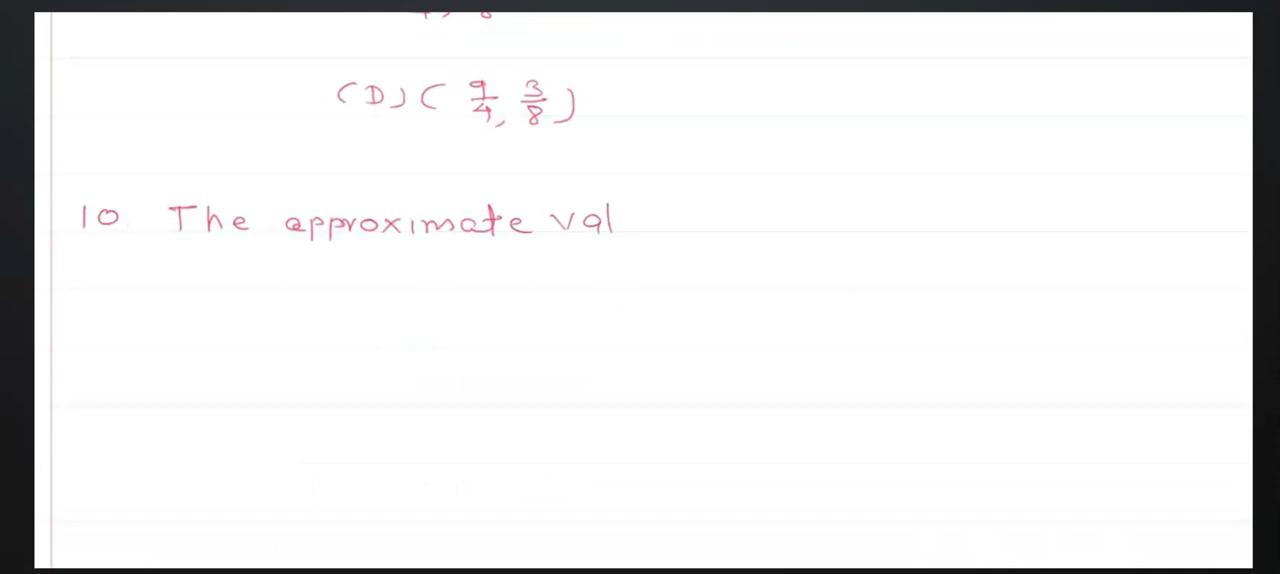 (D) ( 9/4, 3/8 )
10. The approximate val